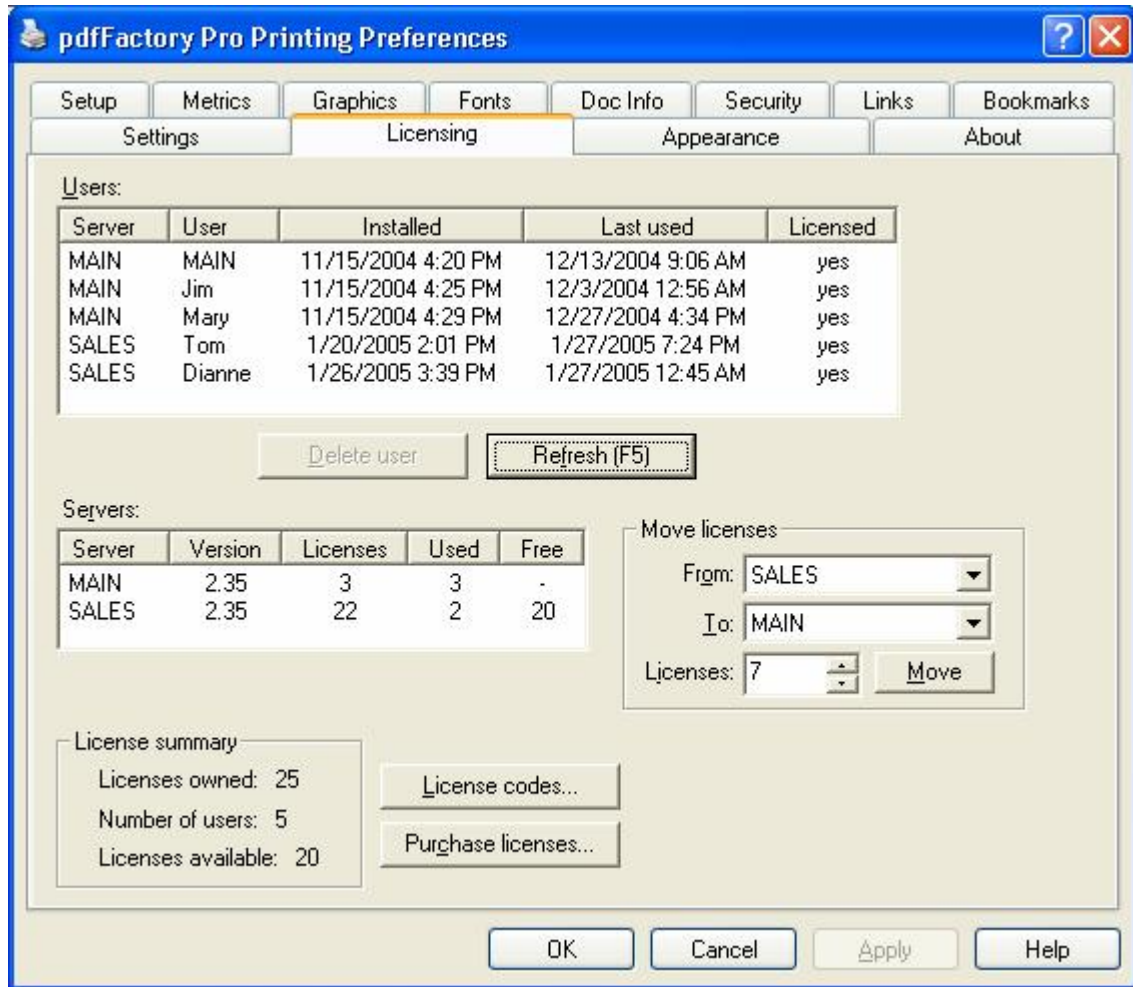 pdfFactory Pro Printing Preferences
Setup Metrics Graphics Fonts Doc Info Security Links Bookmarks
Settings Licensing Appearance About
Users:
Server User Installed Last used Licensed
MAIN MAIN 11/15/2004 4:20 PM 12/13/2004 9:06 AM yes
MAIN Jim 11/15/2004 4:25 PM 12/3/2004 12:56 AM yes
MAIN Mary 11/15/2004 4:29 PM 12/27/2004 4:34 PM yes
SALES Tom 1/20/2005 2:01 PM 1/27/2005 7:24 PM yes
SALES Dianne 1/26/2005 3:39 PM 1/27/2005 12:45 AM yes
Delete user Refresh (F5)
Servers:
Server Version Licenses Used Free
MAIN 2.35 3 3 -
SALES 2.35 22 2 20
Move licenses
From: SALES
To: MAIN
Licenses: 7 Move
License summary
Licenses owned: 25
Number of users: 5
Licenses available: 20
License codes...
Purchase licenses...
OK Cancel Apply Help